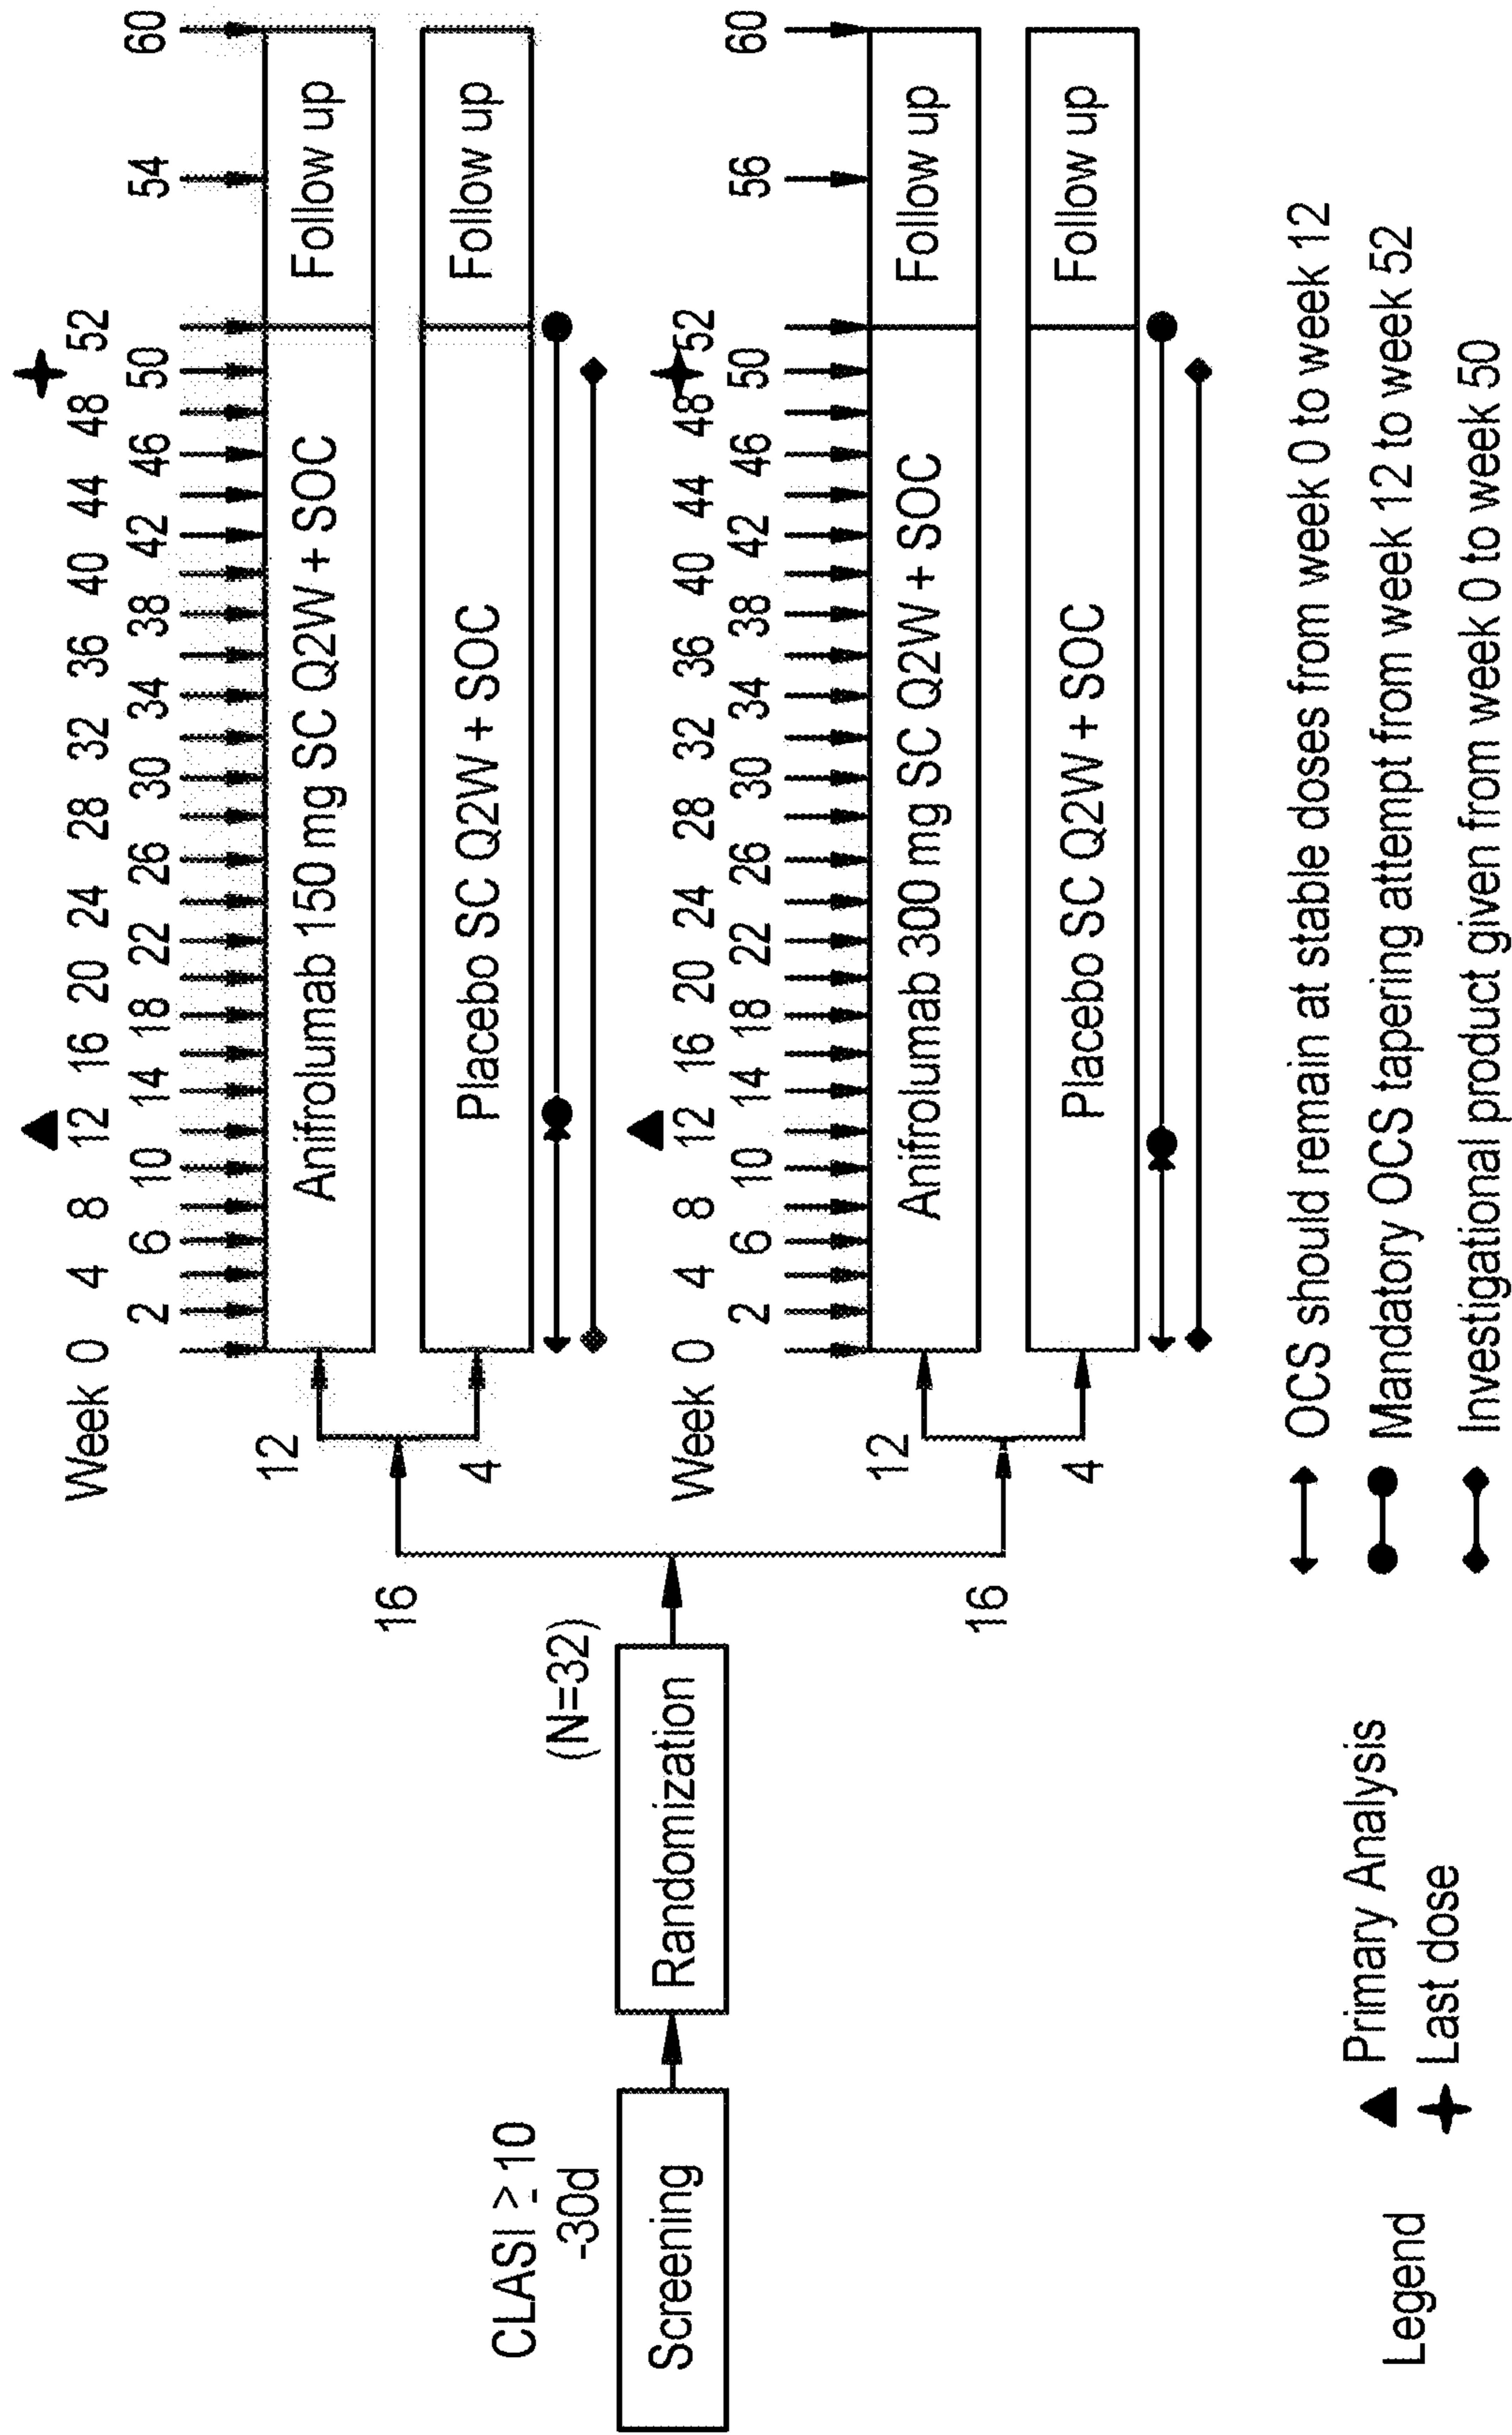 CLASI ≥ 10
-30d
Screening
Randomization
(N=32)
16
12
4
Week 0 4 8 12 16 20 24 28 32 36 40 44 48 52
2 6 10 14 18 22 26 30 34 38 42 46 50 54 60
Anifrolumab 150 mg SC Q2W + SOC
Follow up
Placebo SC Q2W + SOC
Follow up
16
12
4
Week 0 4 8 12 16 20 24 28 32 36 40 44 48 52
2 6 10 14 18 22 26 30 34 38 42 46 50 56 60
Anifrolumab 300 mg SC Q2W + SOC
Follow up
Placebo SC Q2W + SOC
Follow up
Legend
Primary Analysis
Last dose
OCS should remain at stable doses from week 0 to week 12
Mandatory OCS tapering attempt from week 12 to week 52
Investigational product given from week 0 to week 50